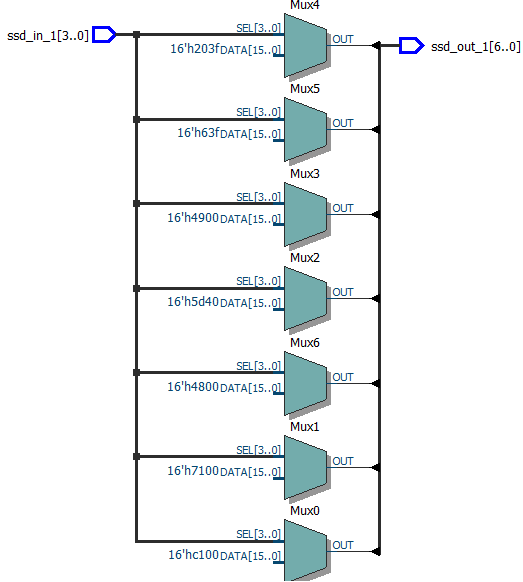 Mux4
ssd_in_1[3..0]
SEL[3..0]
16'h203f DATA[15..0]
OUT
ssd_out_1[6..0]
Mux5
SEL[3..0]
16'h63f DATA[15..0]
OUT
Mux3
SEL[3..0]
16'h4900 DATA[15..0]
OUT
Mux2
SEL[3..0]
16'h5d40 DATA[15..0]
OUT
Mux6
SEL[3..0]
16'h4800 DATA[15..0]
OUT
Mux1
SEL[3..0]
16'h7100 DATA[15..0]
OUT
Mux0
SEL[3..0]
16'hc100 DATA[15..0]
OUT